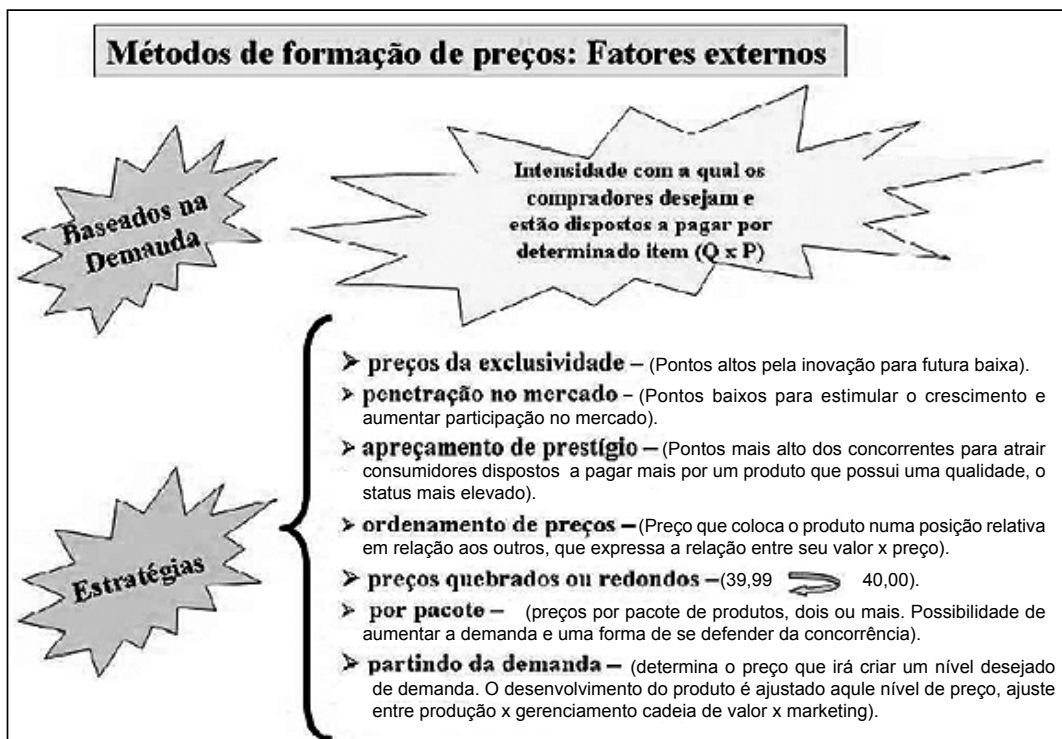 Métodos de formação de preços: Fatores externos
Baseados na
Demauda
Intensidade com a qual os
compradores desejam e
estão dispostos a pagar por
determinado item (Q x P)
Estratégias
➢ preços da exclusividade – (Pontos altos pela inovação para futura baixa).
➢ penetração no mercado – (Pontos baixos para estimular o crescimento e
aumentar participação no mercado).
➢ apreçamento de prestígio – (Pontos mais alto dos concorrentes para atrair
consumidores dispostos a pagar mais por um produto que possui uma qualidade, o
status mais elevado).
➢ ordenamento de preços – (Preço que coloca o produto numa posição relativa
em relação aos outros, que expressa a relação entre seu valor x preço).
➢ preços quebrados ou redondos –(39,99 40,00).
➢ por pacote – (preços por pacote de produtos, dois ou mais. Possibilidade de
aumentar a demanda e uma forma de se defender da concorrência).
➢ partindo da demanda – (determina o preço que irá criar um nível desejado
de demanda. O desenvolvimento do produto é ajustado aqule nível de preço, ajuste
entre produção x gerenciamento cadeia de valor x marketing).